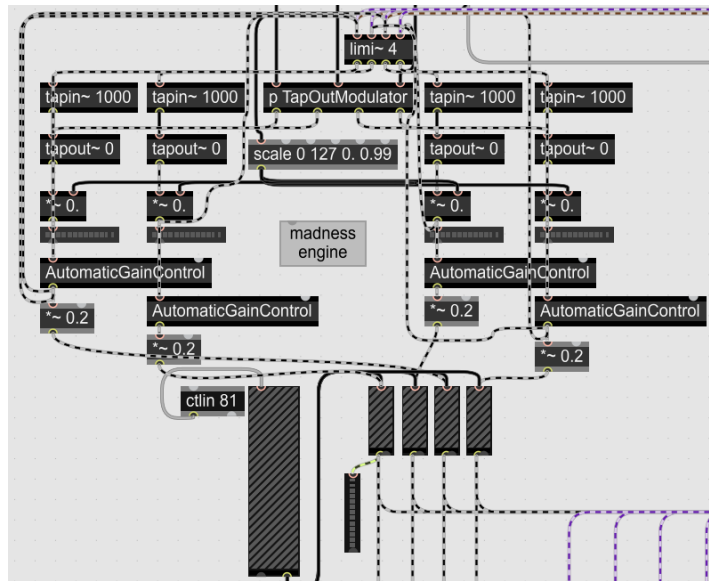 limi~ 4
tapin~ 1000
tapin~ 1000
p TapOutModulator
tapin~ 1000
tapin~ 1000
tapout~ 0
tapout~ 0
scale 0 127 0. 0.99
tapout~ 0
tapout~ 0
*~ 0.
*~ 0.
*~ 0.
*~ 0.
madness
engine
AutomaticGainControl
AutomaticGainControl
*~ 0.2
AutomaticGainControl
*~ 0.2
AutomaticGainControl
*~ 0.2
*~ 0.2
ctlin 81